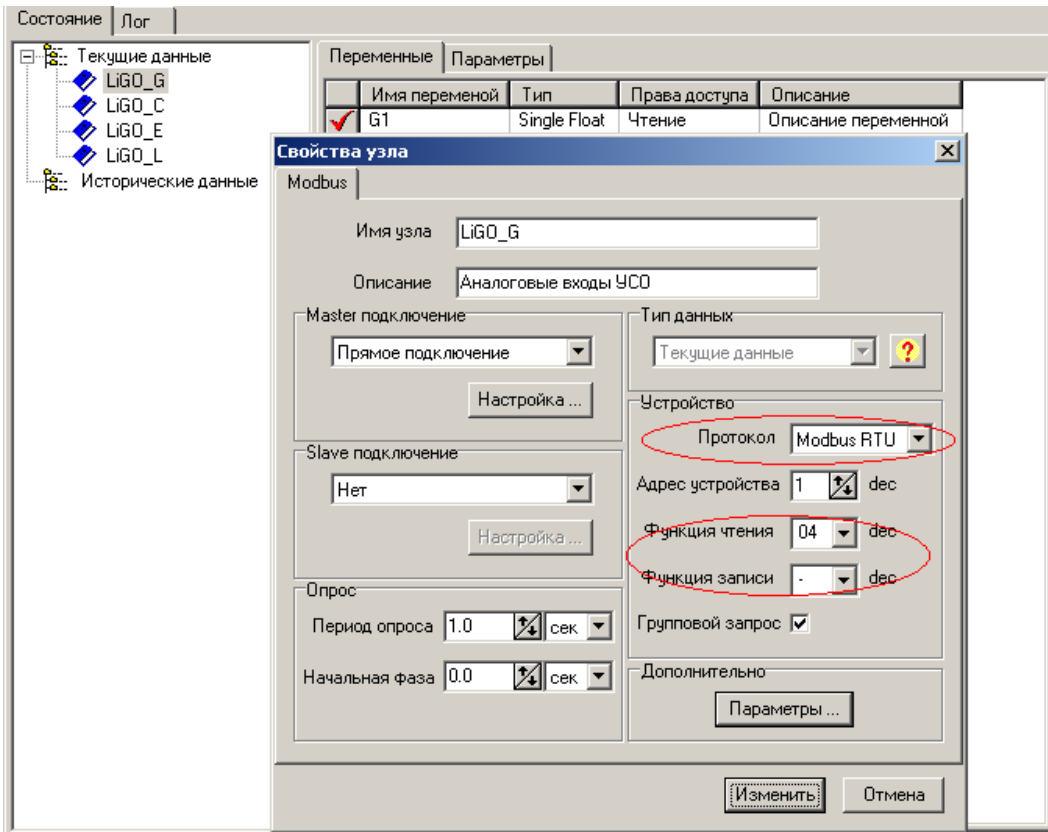 Состояние Лог
Текущие данные
LiGO_G
LiGO_C
LiGO_E
LiGO_L
Исторические данные
Переменные Параметры
Имя переменой Тип Права доступа Описание
G1 Single Float Чтение Описание переменной
Свойства узла
Modbus
Имя узла LiGO_G
Описание Аналоговые входы УСО
Master подключение
Прямое подключение
Настройка ...
Slave подключение
Нет
Настройка ...
Опрос
Период опроса 1.0 сек
Начальная фаза 0.0 сек
Тип данных
Текущие данные ?
Устройство
Протокол Modbus RTU
Адрес устройства 1 dec
Функция чтения 04 dec
Функция записи - dec
Групповой запрос
Дополнительно
Параметры ...
Изменить Отмена